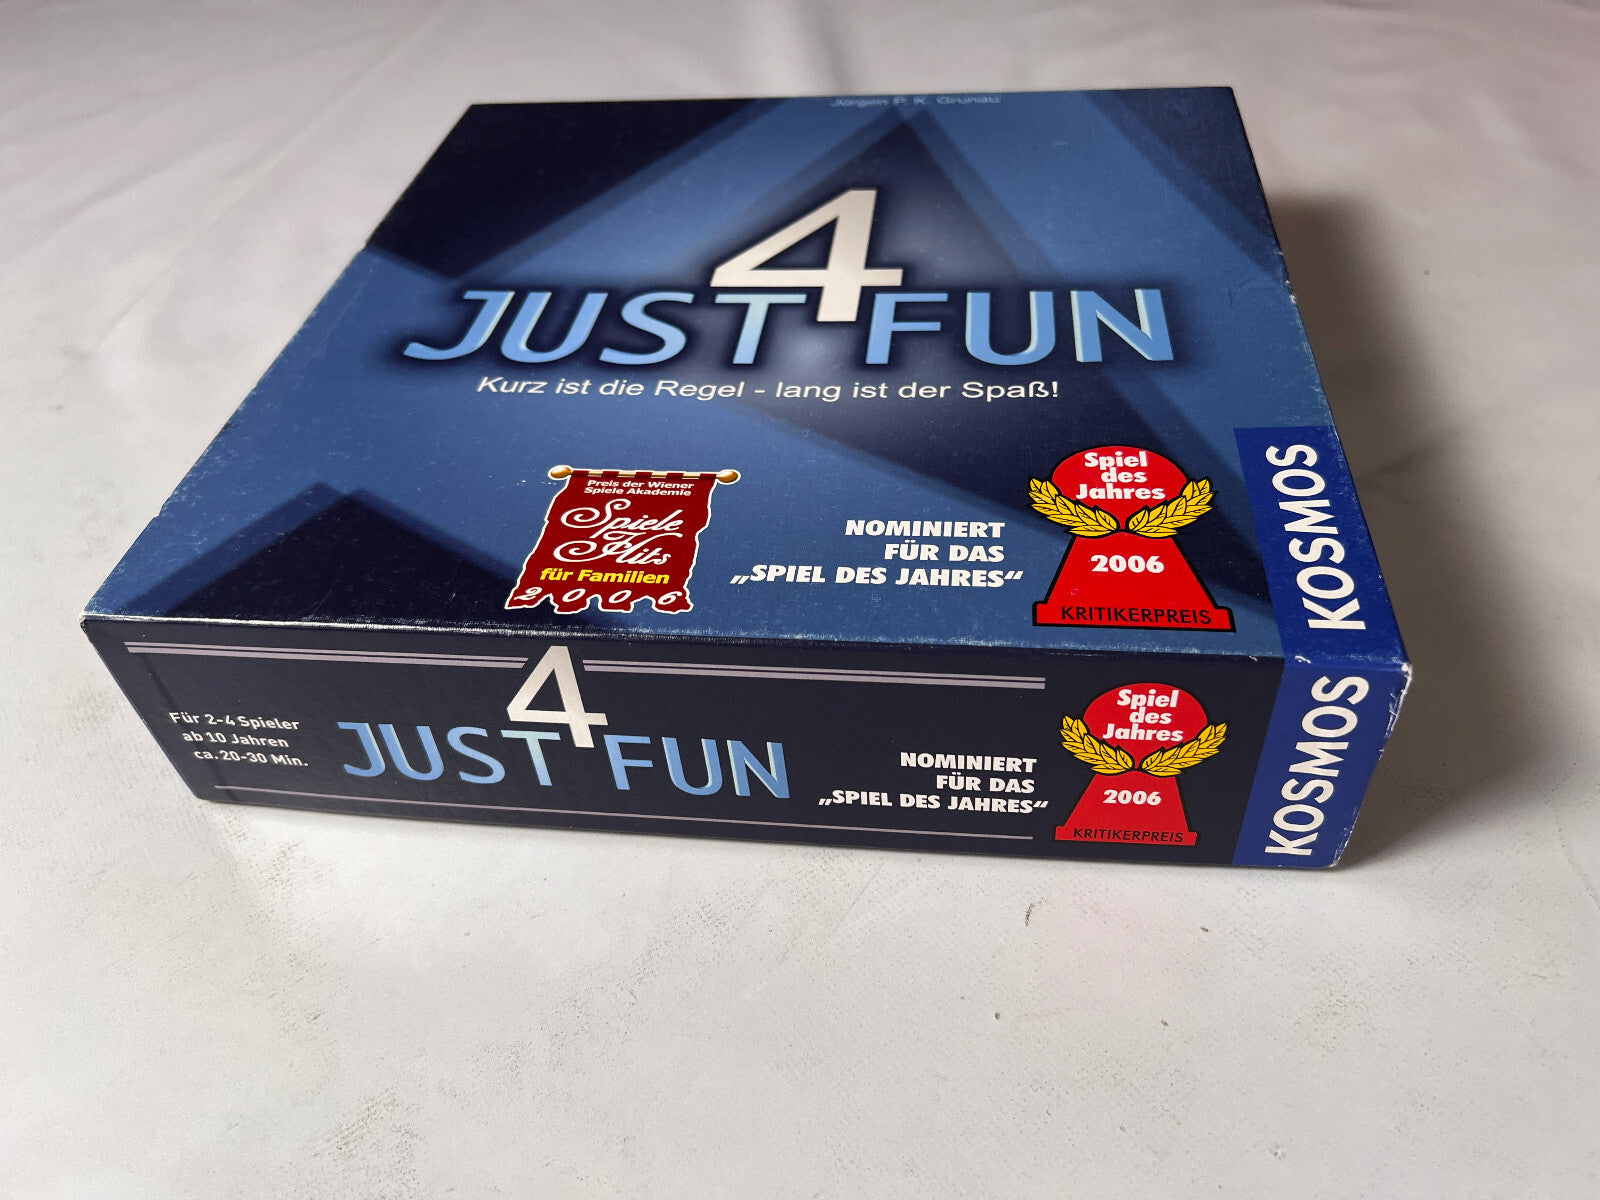 Jürgen P. K. Grunau
4
JUST FUN
Kurz ist die Regel - lang ist der Spaß!
Preis der Wiener
Spiele Akademie
Spiele
Hits
für Familien
2006
NOMINIERT
FÜR DAS
„SPIEL DES JAHRES“
Spiel
des
Jahres
2006
KRITIKERPREIS
KOSMOS
Für 2-4 Spieler
ab 10 Jahren
ca. 20-30 Min.
4
JUST FUN
NOMINIERT
FÜR DAS
„SPIEL DES JAHRES“
Spiel
des
Jahres
2006
KRITIKERPREIS
KOSMOS